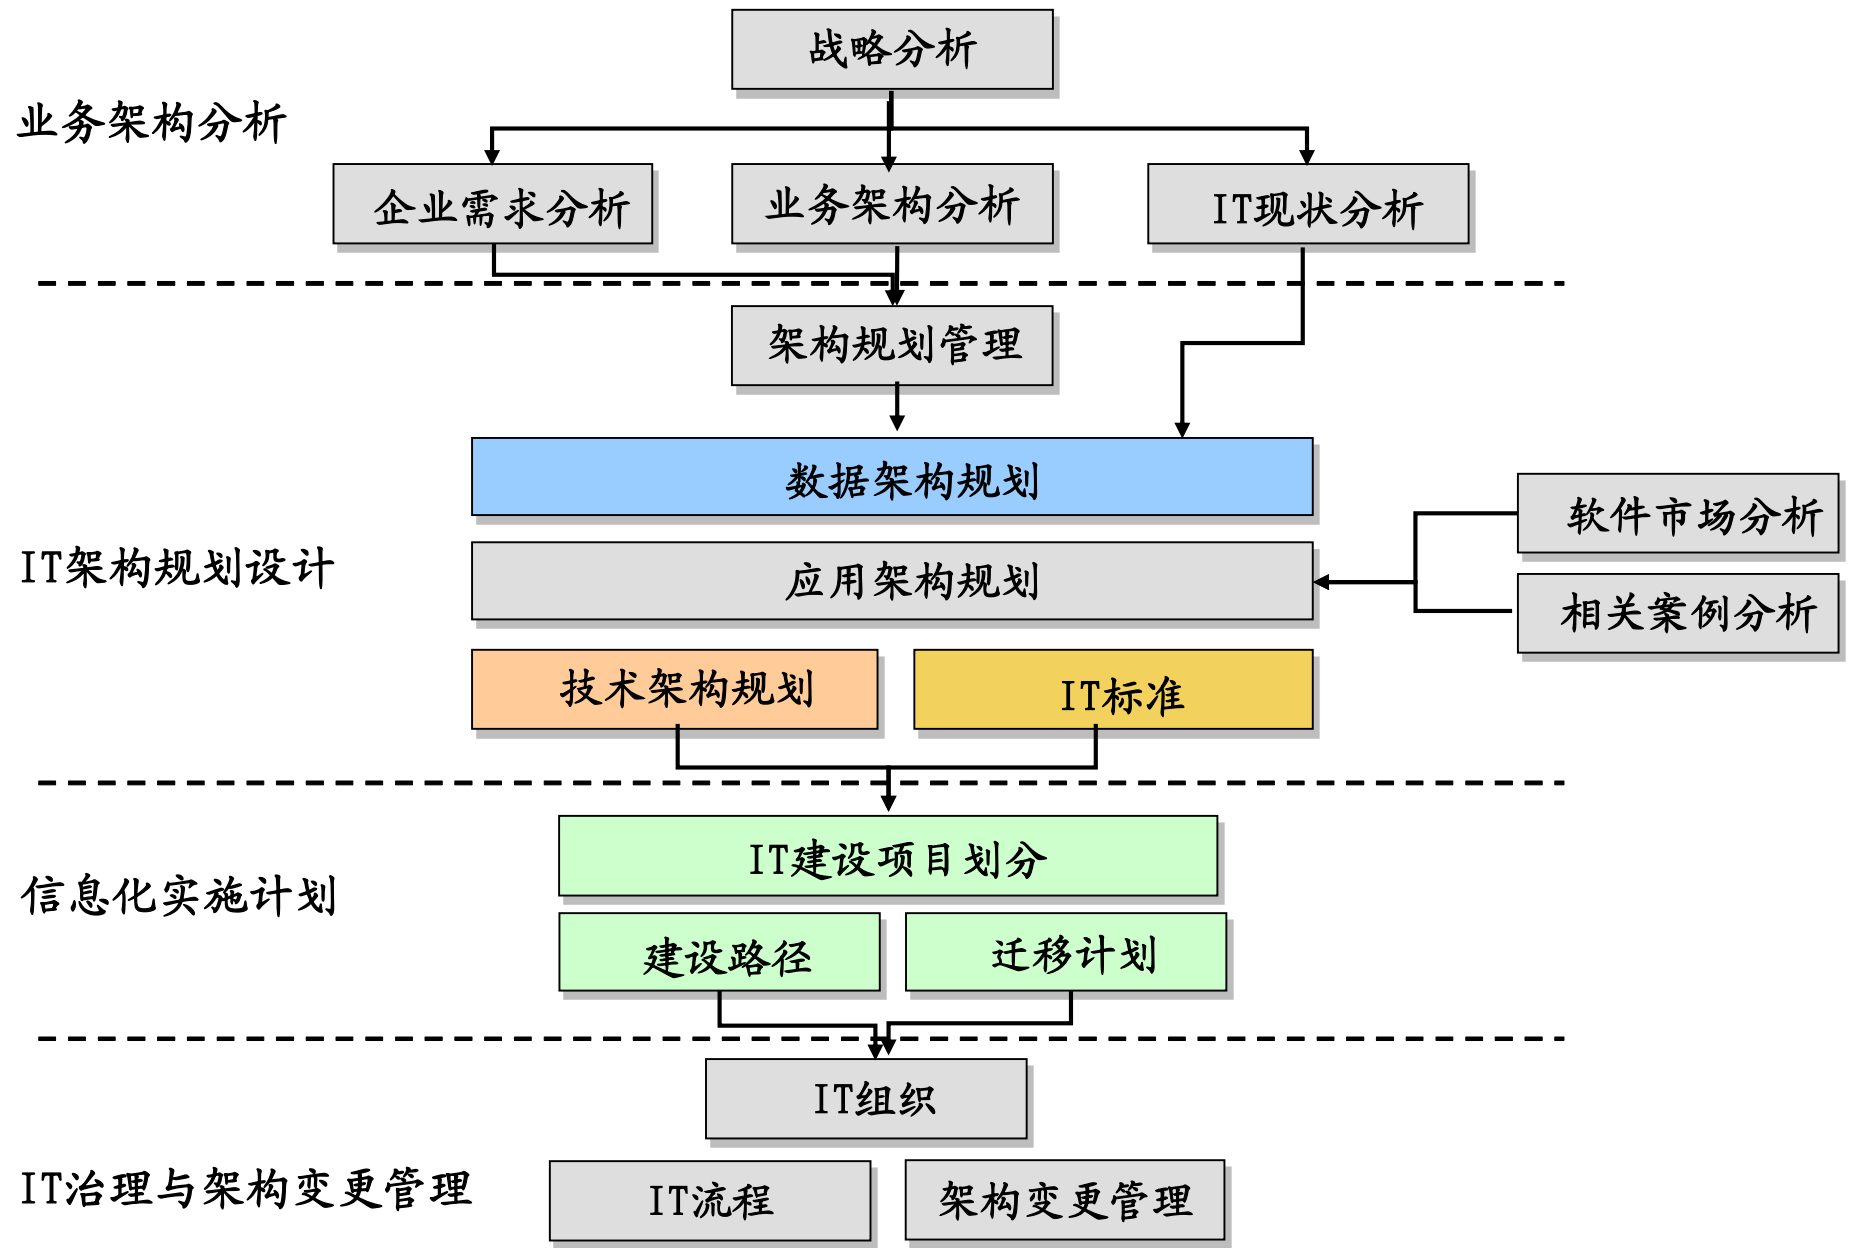 战略分析
业务架构分析
企业需求分析
业务架构分析
IT现状分析
架构规划管理
数据架构规划
软件市场分析
IT架构规划设计
应用架构规划
相关案例分析
技术架构规划
IT标准
IT建设项目划分
信息化实施计划
建设路径
迁移计划
IT组织
IT治理与架构变更管理
IT流程
架构变更管理